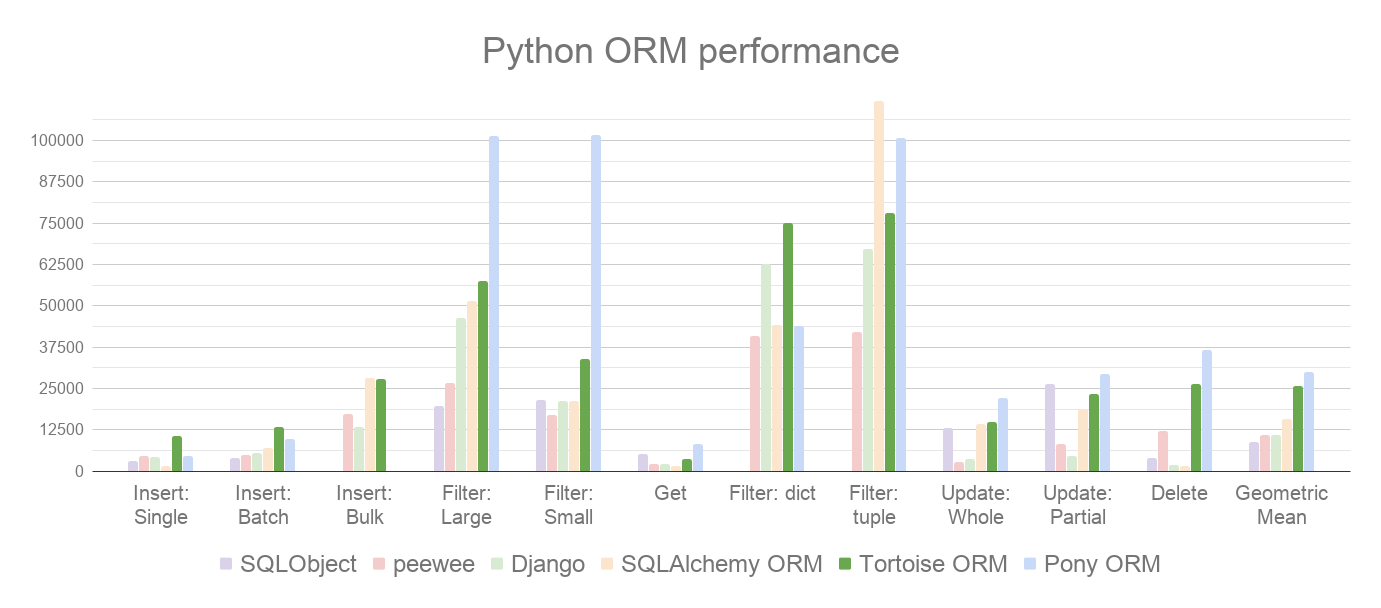 Python ORM performance
100000
87500
75000
62500
50000
37500
25000
12500
0
Insert:
Single
Insert:
Batch
Insert:
Bulk
Filter:
Large
Filter:
Small
Get
Filter: dict
Filter:
tuple
Update:
Whole
Update:
Partial
Delete
Geometric
Mean
SQLObject peewee Django SQLAlchemy ORM Tortoise ORM Pony ORM